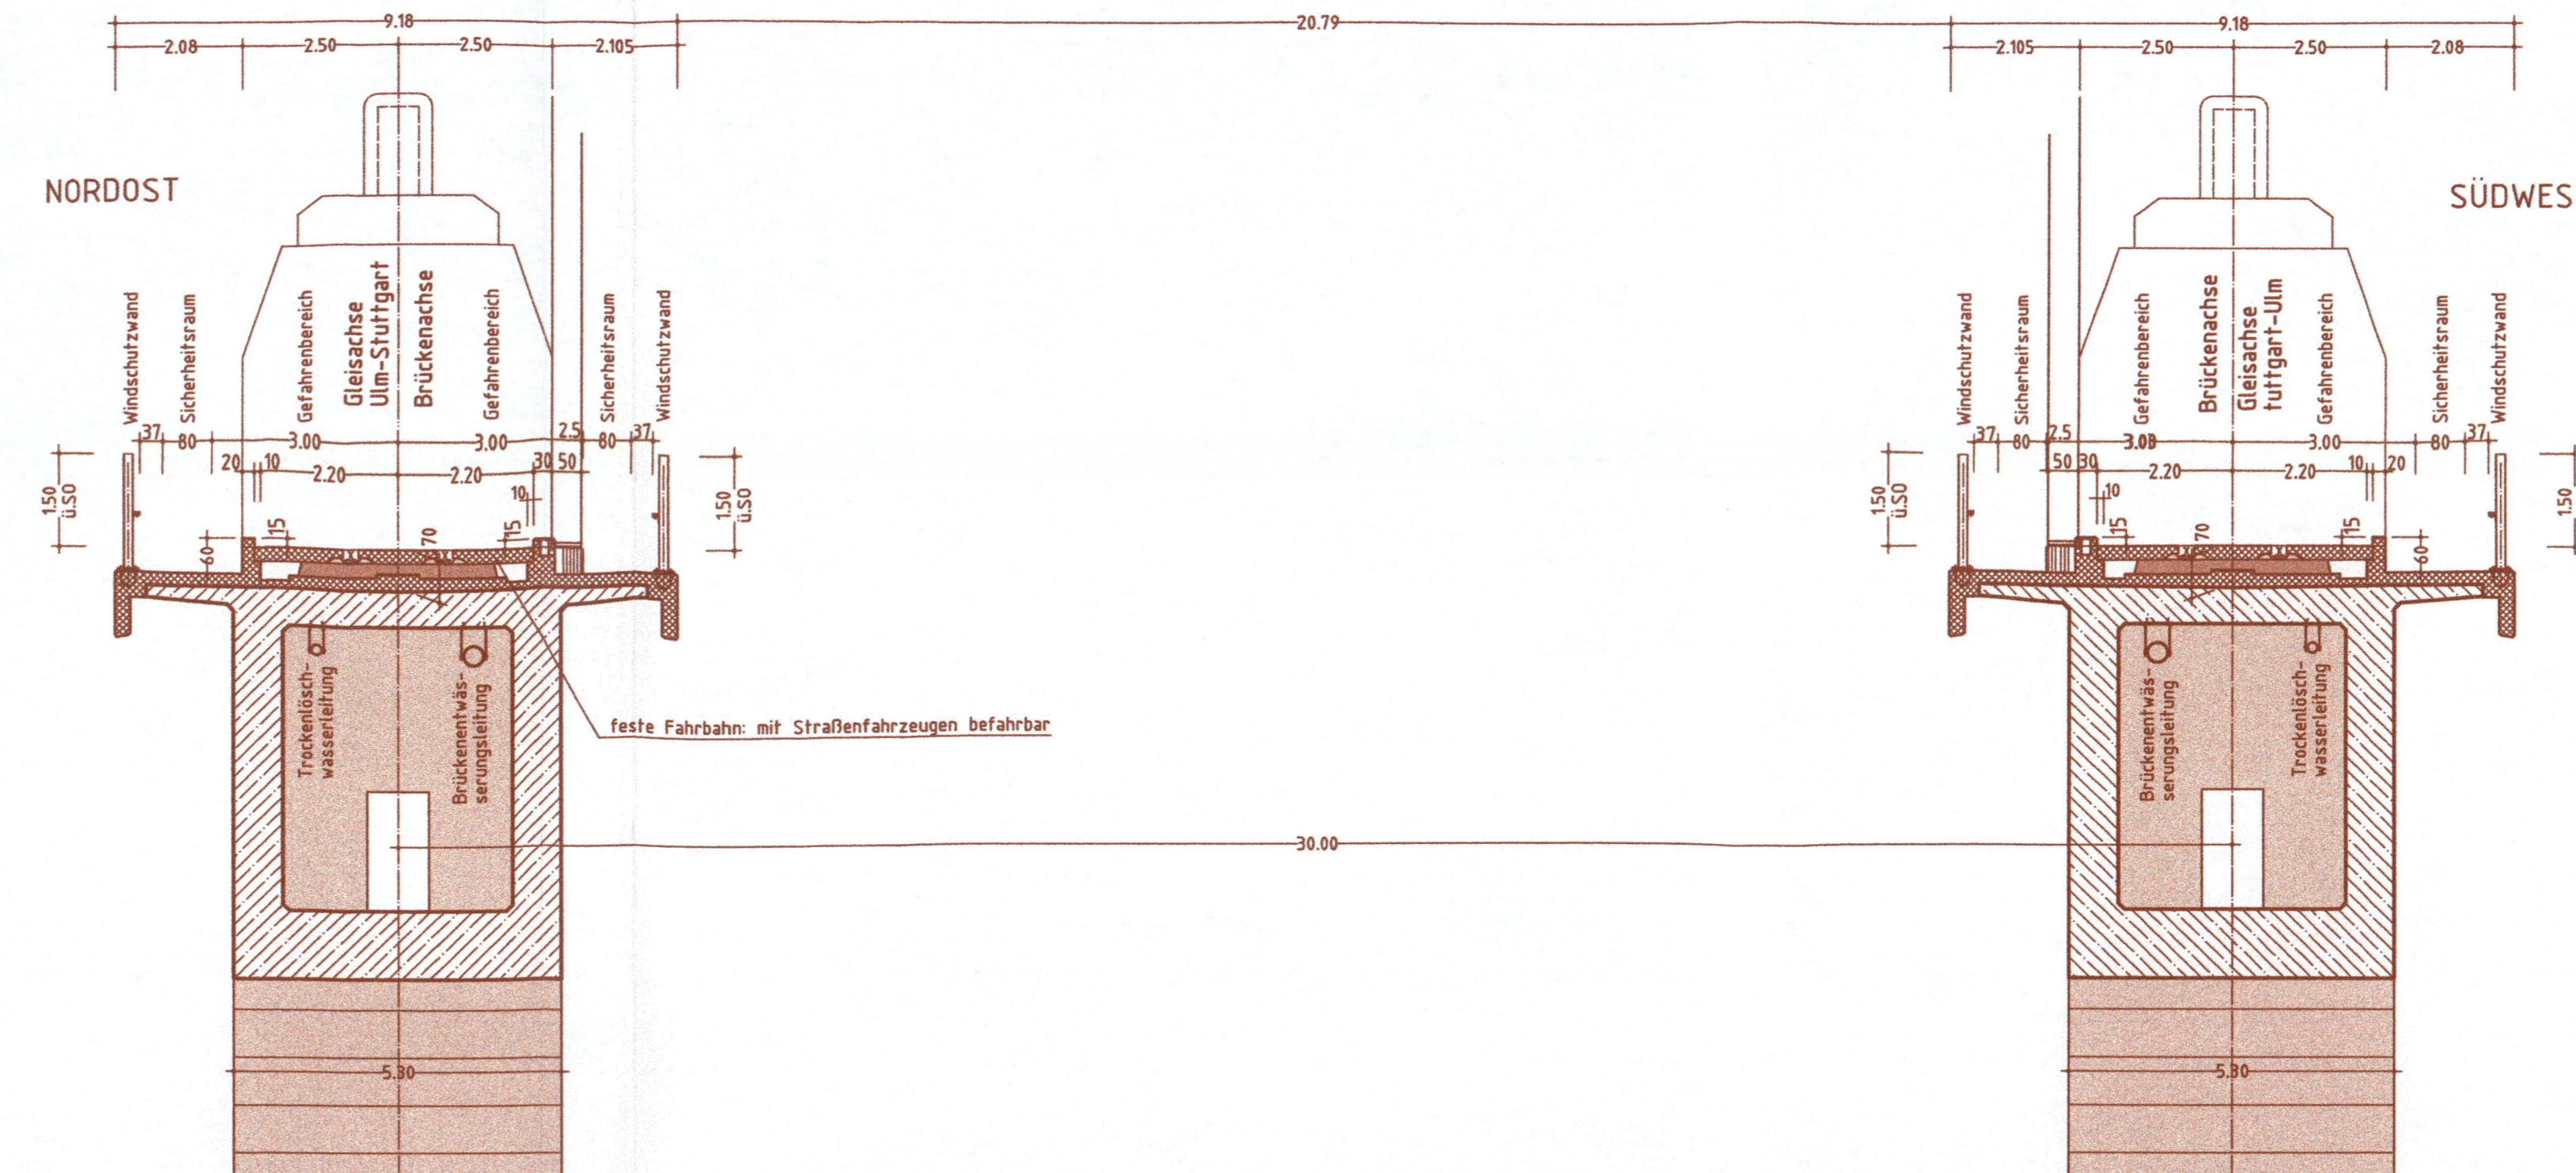 9.18 20.79 9.18
2.08 2.50 2.50 2.105 2.105 2.50 2.50 2.08
NORDOST
SÜDWES
Windschutzwand
Sicherheitsraum
Gefahrenbereich
Gleisachse
Ulm-Stuttgart
Brückenachse
Gefahrenbereich
Sicherheitsraum
Windschutzwand
Windschutzwand
Sicherheitsraum
Gefahrenbereich
Brückenachse
Gleisachse
tuttgart-Ulm
Gefahrenbereich
Sicherheitsraum
Windschutzwand
37 80 3.00 3.00 2.5 80 37
37 80 2.5 3.00 3.00 80 37
20 10 2.20 2.20 30 50
50 30 2.20 2.20 10 20
10
10
1.50
ü.SO
1.50
ü.SO
1.50
ü.SO
1.50
60 15 70 15
15 70 15 60
Trockenlösch-
wasserleitung
Brückenentwäs-
serungsleitung
Brückenentwäs-
serungsleitung
Trockenlösch-
wasserleitung
feste Fahrbahn: mit Straßenfahrzeugen befahrbar
30.00
5.30
5.30